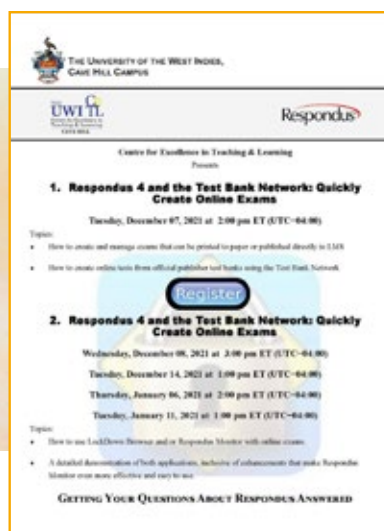 THE UNIVERSITY OF THE WEST INDIES,
CAVE HILL CAMPUS
UWI TL
CAVE HILL
Respondus
Centre for Excellence in Teaching & Learning
Presents
1. Respondus 4 and the Test Bank Network: Quickly
Create Online Exams
Tuesday, December 07, 2021 at 2:00 pm ET (UTC−04:00)
Topics:
• How to create and manage exams that can be printed to paper or published directly to LMS
• How to create online tests from official publisher test banks using the Test Bank Network
Register
2. Respondus 4 and the Test Bank Network: Quickly
Create Online Exams
Wednesday, December 08, 2021 at 3:00 pm ET (UTC−04:00)
Tuesday, December 14, 2021 at 1:00 pm ET (UTC−04:00)
Thursday, January 06, 2021 at 2:00 pm ET (UTC−04:00)
Tuesday, January 11, 2021 at 1:00 pm ET (UTC−04:00)
Topics:
• How to use LockDown Browser and or Respondus Monitor with online exams
• A detailed demonstration of both applications, inclusive of enhancements that make Respondus
Monitor even more effective and easy to use
GETTING YOUR QUESTIONS ABOUT RESPONDUS ANSWERED